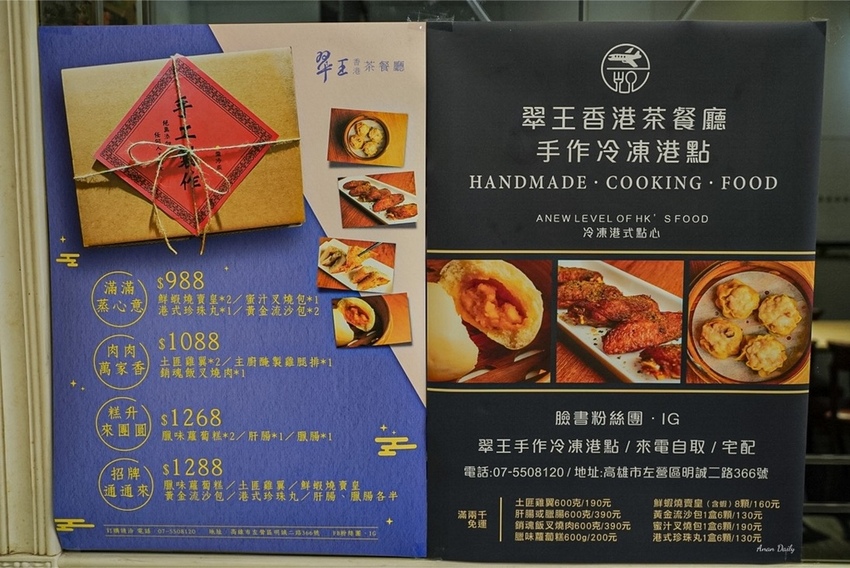 翠王 香港 茶餐廳
手工製作
滿滿
蒸心意
$988
鮮蝦燒賣皇*2／蜜汁叉燒包*1
港式珍珠丸*1／黃金流沙包*2
肉肉
萬家香
$1088
土匪雞翼*2／主廚醃製雞腿排*1
銷魂飯叉燒肉*1
糕升
來團圓
$1268
臘味蘿蔔糕*2／肝腸*1／臘腸*1
招牌
通通來
$1288
臘味蘿蔔糕／土匪雞翼／鮮蝦燒賣皇
黃金流沙包／港式珍珠丸／肝腸、臘腸各半
電話 07-5508120 地址 高雄市左營區明誠二路366號 FB粉絲團．IG
翠王香港茶餐廳
手作冷凍港點
HANDMADE · COOKING · FOOD
A NEW LEVEL OF HK'S FOOD
冷凍港式點心
臉書粉絲團 · IG
翠王手作冷凍港點 / 來電自取 / 宅配
電話:07-5508120 / 地址:高雄市左營區明誠二路366號
滿兩千
免運
土匪雞翼600克/190元
肝腸或臘腸600克/390元
銷魂飯叉燒肉600克/390元
臘味蘿蔔糕600g/200元
鮮蝦燒賣皇(含蝦) 8顆/160元
黃金流沙包1盒6顆/130元
蜜汁叉燒包1盒6顆/190元
港式珍珠丸1盒6顆/130元
Anan Daily